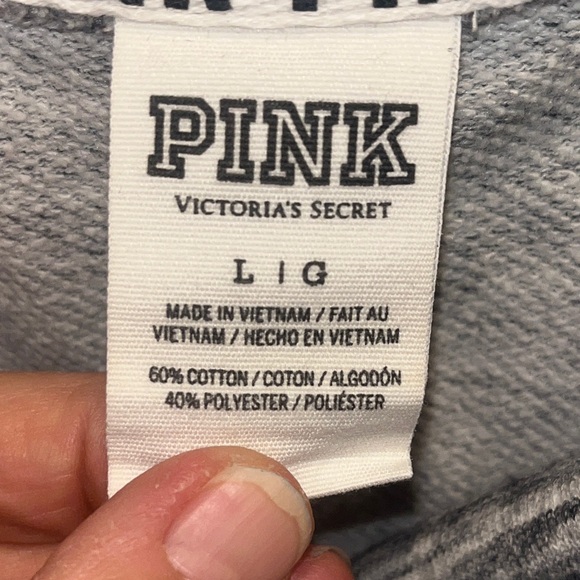 PINK
VICTORIA'S SECRET
L | G
MADE IN VIETNAM / FAIT AU
VIETNAM / HECHO EN VIETNAM
60% COTTON / COTON / ALGODÓN
40% POLYESTER / POLIÉSTER